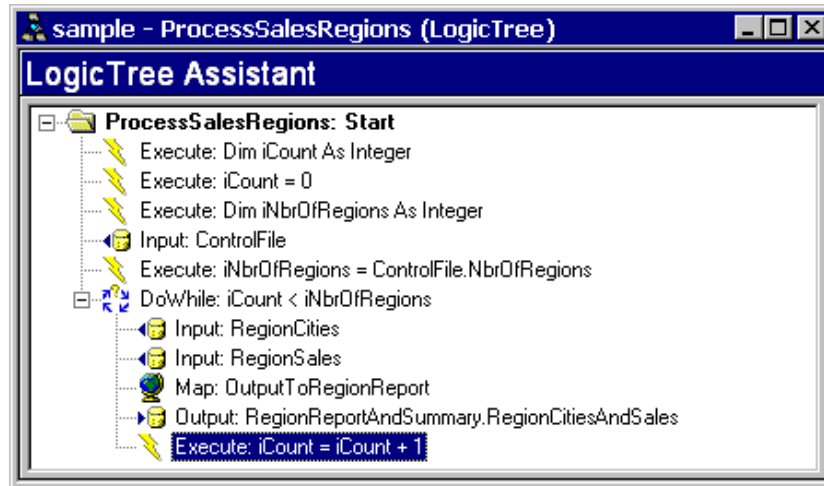 sample - ProcessSalesRegions (LogicTree)
LogicTree Assistant
ProcessSalesRegions: Start
Execute: Dim iCount As Integer
Execute: iCount = 0
Execute: Dim iNbrOfRegions As Integer
Input: ControlFile
Execute: iNbrOfRegions = ControlFile.NbrOfRegions
DoWhile: iCount < iNbrOfRegions
Input: RegionCities
Input: RegionSales
Map: OutputToRegionReport
Output: RegionReportAndSummary.RegionCitiesAndSales
Execute: iCount = iCount + 1